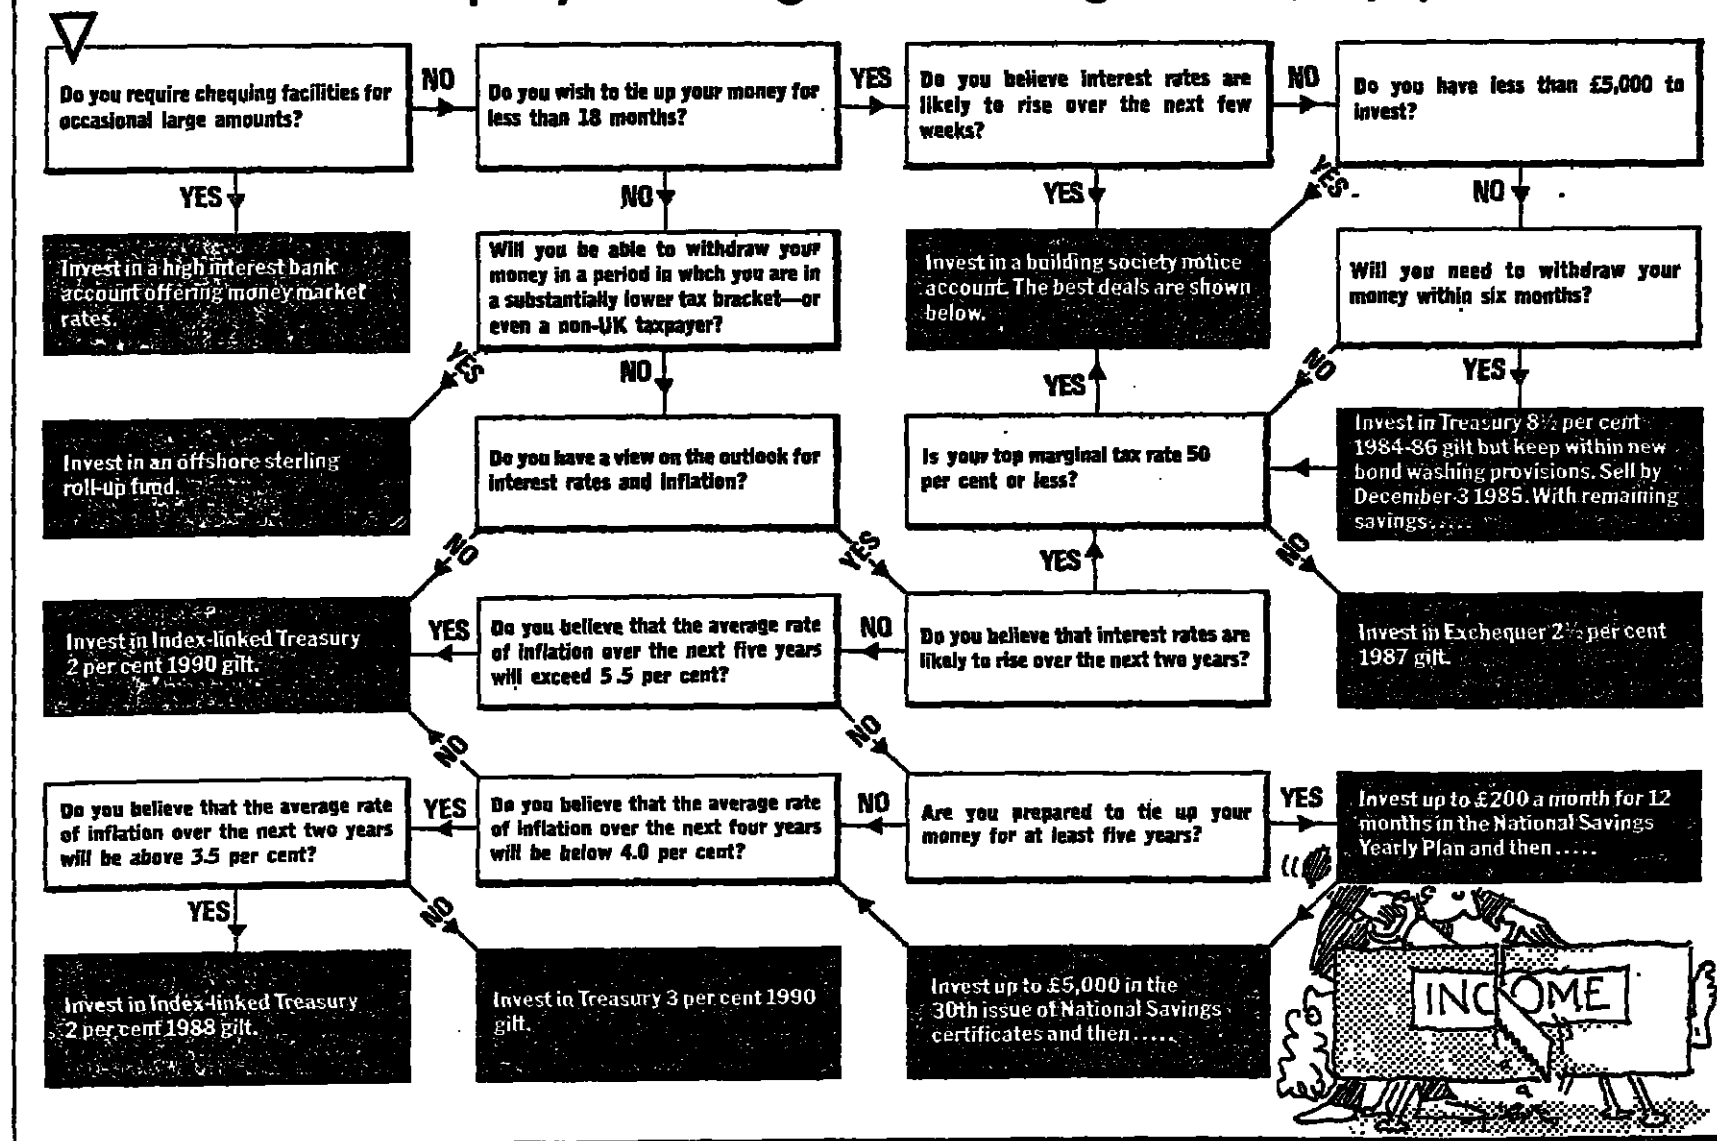 Do you require chequing facilities for
occasional large amounts?
NO
Do you wish to tie up your money for
less than 18 months?
YES
Do you believe interest rates are
likely to rise over the next few
weeks?
NO
Do you have less than £5,000 to
invest?
YES
NO
YES
YES
NO
Invest in a high interest bank
account offering money market
rates.
Will you be able to withdraw your
money in a period in whch you are in
a substantially lower tax bracket—or
even a non-UK taxpayer?
Invest in a building society notice
account. The best deals are shown
below.
Will you need to withdraw your
money within six months?
YES
NO
YES
NO
YES
Invest in an offshore sterling
roll-up fund.
Do you have a view on the outlook for
interest rates and inflation?
Is your top marginal tax rate 50
per cent or less?
Invest in Treasury 8½ per cent
1984-86 gilt but keep within new
bond washing provisions. Sell by
December 3 1985. With remaining
savings.....
NO
YES
YES
NO
Invest in Index-linked Treasury
2 per cent 1990 gilt.
YES
Do you believe that the average rate
of inflation over the next five years
will exceed 5.5 per cent?
NO
Do you believe that interest rates are
likely to rise over the next two years?
Invest in Exchequer 2½ per cent
1987 gilt.
NO
NO
Do you believe that the average rate
of inflation over the next two years
will be above 3.5 per cent?
YES
Do you believe that the average rate
of inflation over the next four years
will be below 4.0 per cent?
NO
Are you prepared to tie up your
money for at least five years?
YES
Invest up to £200 a month for 12
months in the National Savings
Yearly Plan and then.....
YES
NO
Invest in Index-linked Treasury
2 per cent 1988 gilt.
Invest in Treasury 3 per cent 1990
gilt.
Invest up to £5,000 in the
30th issue of National Savings
certificates and then.....
INCOME